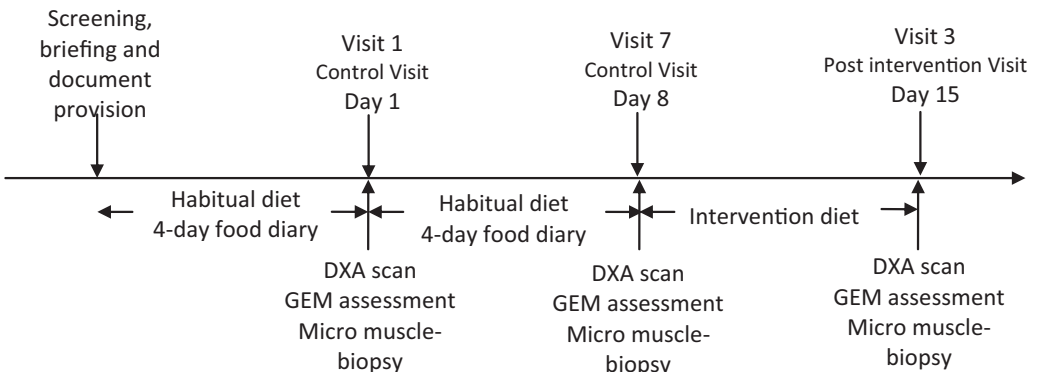 Screening,
briefing and
document
provision
Visit 1
Control Visit
Day 1
Visit 7
Control Visit
Day 8
Visit 3
Post intervention Visit
Day 15
Habitual diet
4-day food diary
Habitual diet
4-day food diary
Intervention diet
DXA scan
GEM assessment
Micro muscle-
biopsy
DXA scan
GEM assessment
Micro muscle-
biopsy
DXA scan
GEM assessment
Micro muscle-
biopsy